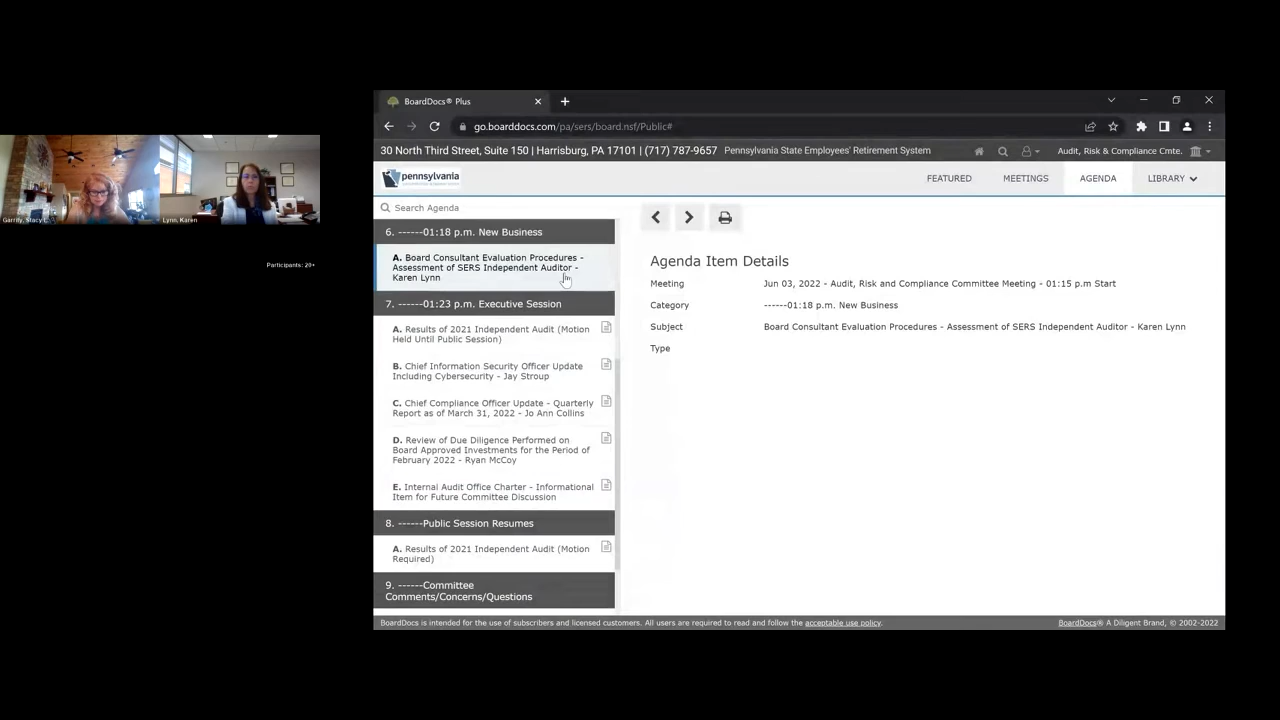 BoardDocs® Plus
go.boarddocs.com/pa/sers/board.nsf/Public#
30 North Third Street, Suite 150 | Harrisburg, PA 17101 | (717) 787-9657 Pennsylvania State Employees' Retirement System Audit, Risk & Compliance Cmte.
pennsylvania
FEATURED MEETINGS AGENDA LIBRARY
Search Agenda
6. ------01:18 p.m. New Business
A. Board Consultant Evaluation Procedures -
Assessment of SERS Independent Auditor -
Karen Lynn
7. ------01:23 p.m. Executive Session
A. Results of 2021 Independent Audit (Motion
Held Until Public Session)
B. Chief Information Security Officer Update
Including Cybersecurity - Jay Stroup
C. Chief Compliance Officer Update - Quarterly
Report as of March 31, 2022 - Jo Ann Collins
D. Review of Due Diligence Performed on
Board Approved Investments for the Period of
February 2022 - Ryan McCoy
E. Internal Audit Office Charter - Informational
Item for Future Committee Discussion
8. ------Public Session Resumes
A. Results of 2021 Independent Audit (Motion
Required)
9. ------Committee
Comments/Concerns/Questions
Agenda Item Details
Meeting Jun 03, 2022 - Audit, Risk and Compliance Committee Meeting - 01:15 p.m. Start
Category ------01:18 p.m. New Business
Subject Board Consultant Evaluation Procedures - Assessment of SERS Independent Auditor - Karen Lynn
Type
BoardDocs is intended for the use of subscribers and licensed customers. All users are required to read and follow the acceptable use policy.
BoardDocs® A Diligent Brand, © 2002-2022
Garrity, Stacy L
Lynn, Karen
Participants: 20+